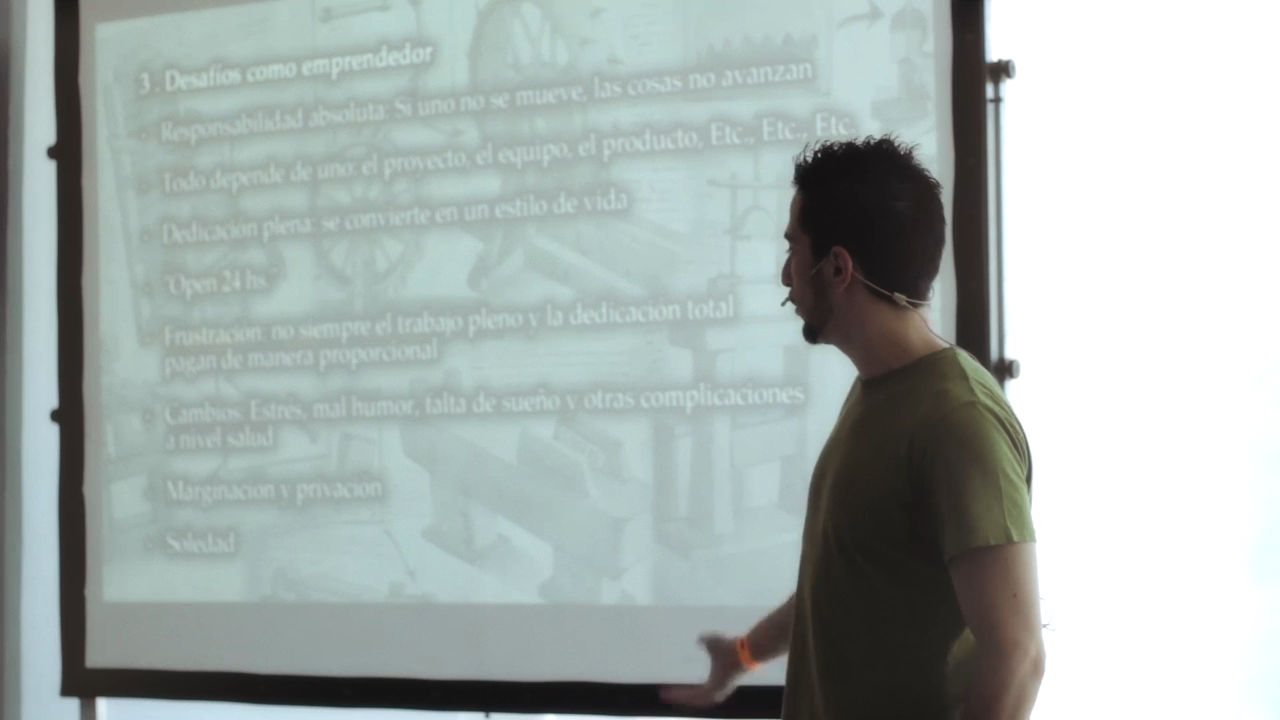 3 . Desafíos como emprendedor
Responsabilidad absoluta: Si uno no se mueve, las cosas no avanzan
Todo depende de uno: el proyecto, el equipo, el producto, Etc., Etc., Etc.
Dedicación plena: se convierte en un estilo de vida
"Open 24 hs."
Frustración: no siempre el trabajo pleno y la dedicación total
pagan de manera proporcional
Cambios: Estres, mal humor, falta de sueño y otras complicaciones
a nivel salud
Marginación y privación
Soledad